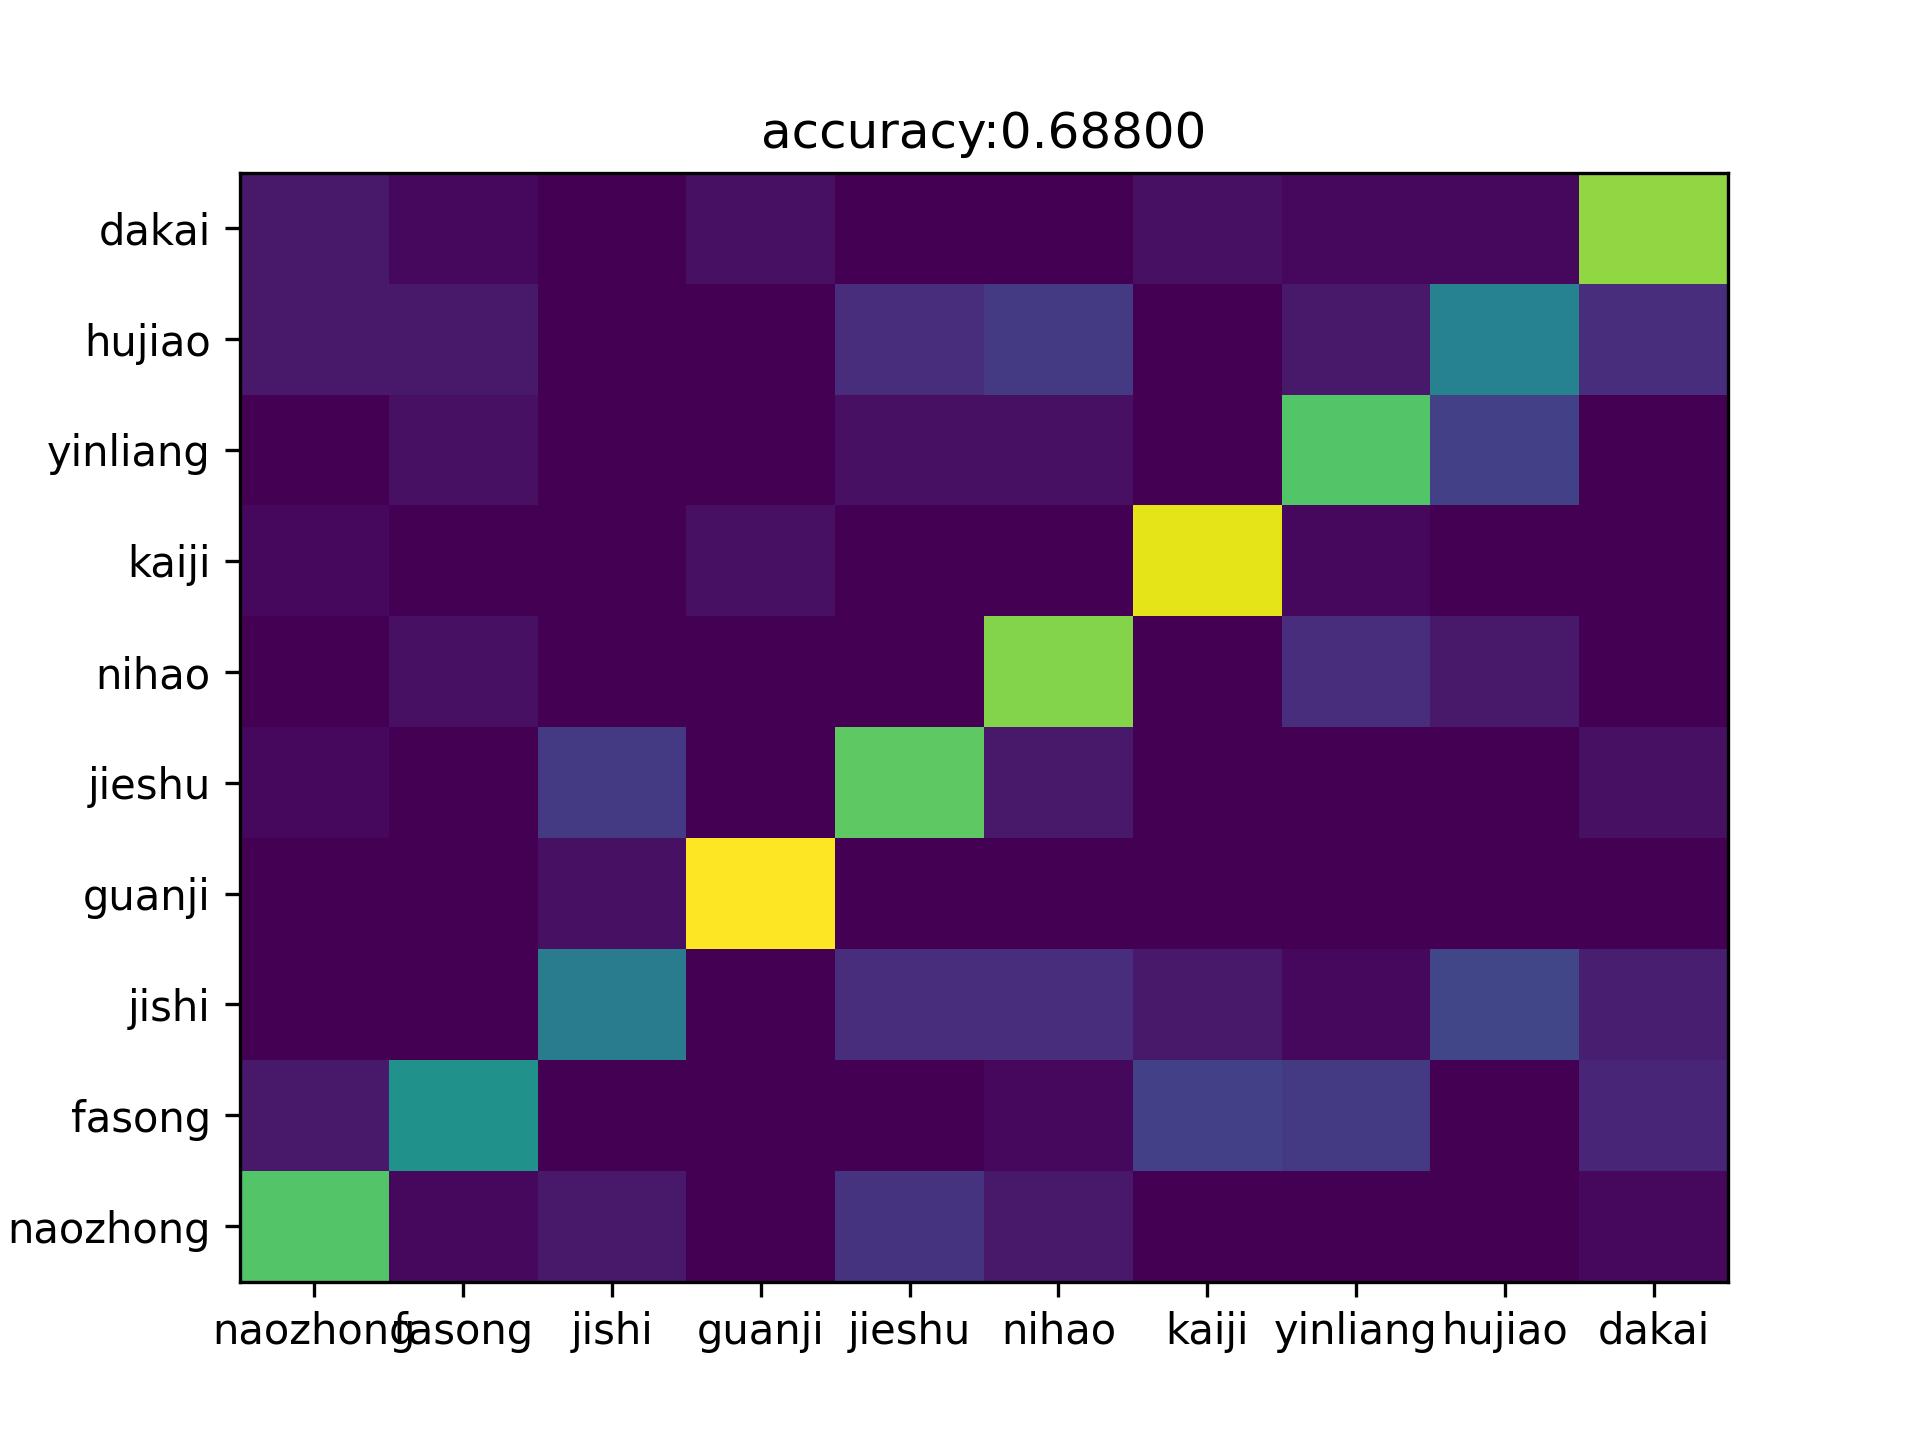 accuracy:0.68800
dakai
hujiao
yinliang
kaiji
nihao
jieshu
guanji
jishi
fasong
naozhong
naozhong fasong jishi guanji jieshu nihao kaiji yinliang hujiao dakai